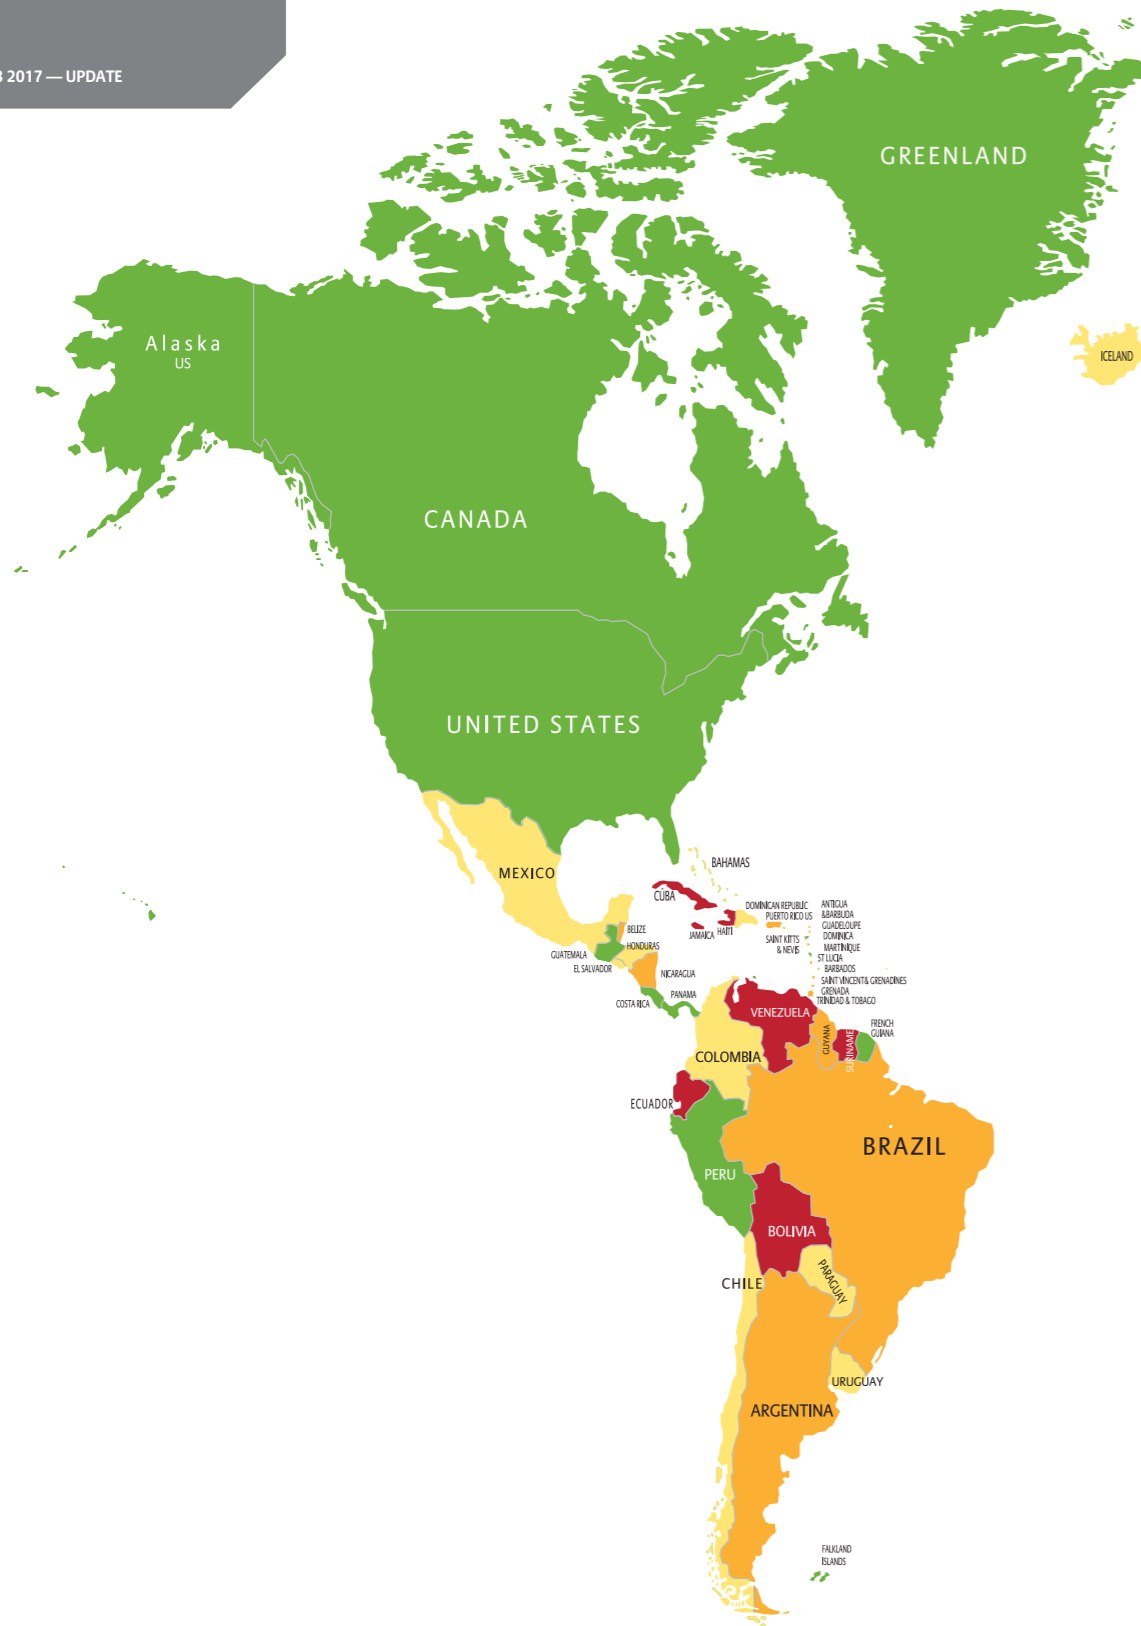 3 2017 — UPDATE
GREENLAND
Alaska
US
ICELAND
CANADA
UNITED STATES
MEXICO
BAHAMAS
CUBA
DOMINICAN REPUBLIC
PUERTO RICO US
ANTIGUA
&BARBUDA
GUADELOUPE
JAMAICA
HAITI
SAINT KITTS
& NEVIS
DOMINICA
MARTINIQUE
ST LUCIA
BARBADOS
SAINT VINCENT& GRENADINES
GRENADA
TRINIDAD & TOBAGO
BELIZE
HONDURAS
GUATEMALA
EL SALVADOR
NICARAGUA
COSTA RICA
PANAMA
VENEZUELA
GUYANA
SURINAME
FRENCH
GUIANA
COLOMBIA
ECUADOR
BRAZIL
PERU
BOLIVIA
PARAGUAY
CHILE
URUGUAY
ARGENTINA
FALKLAND
ISLANDS